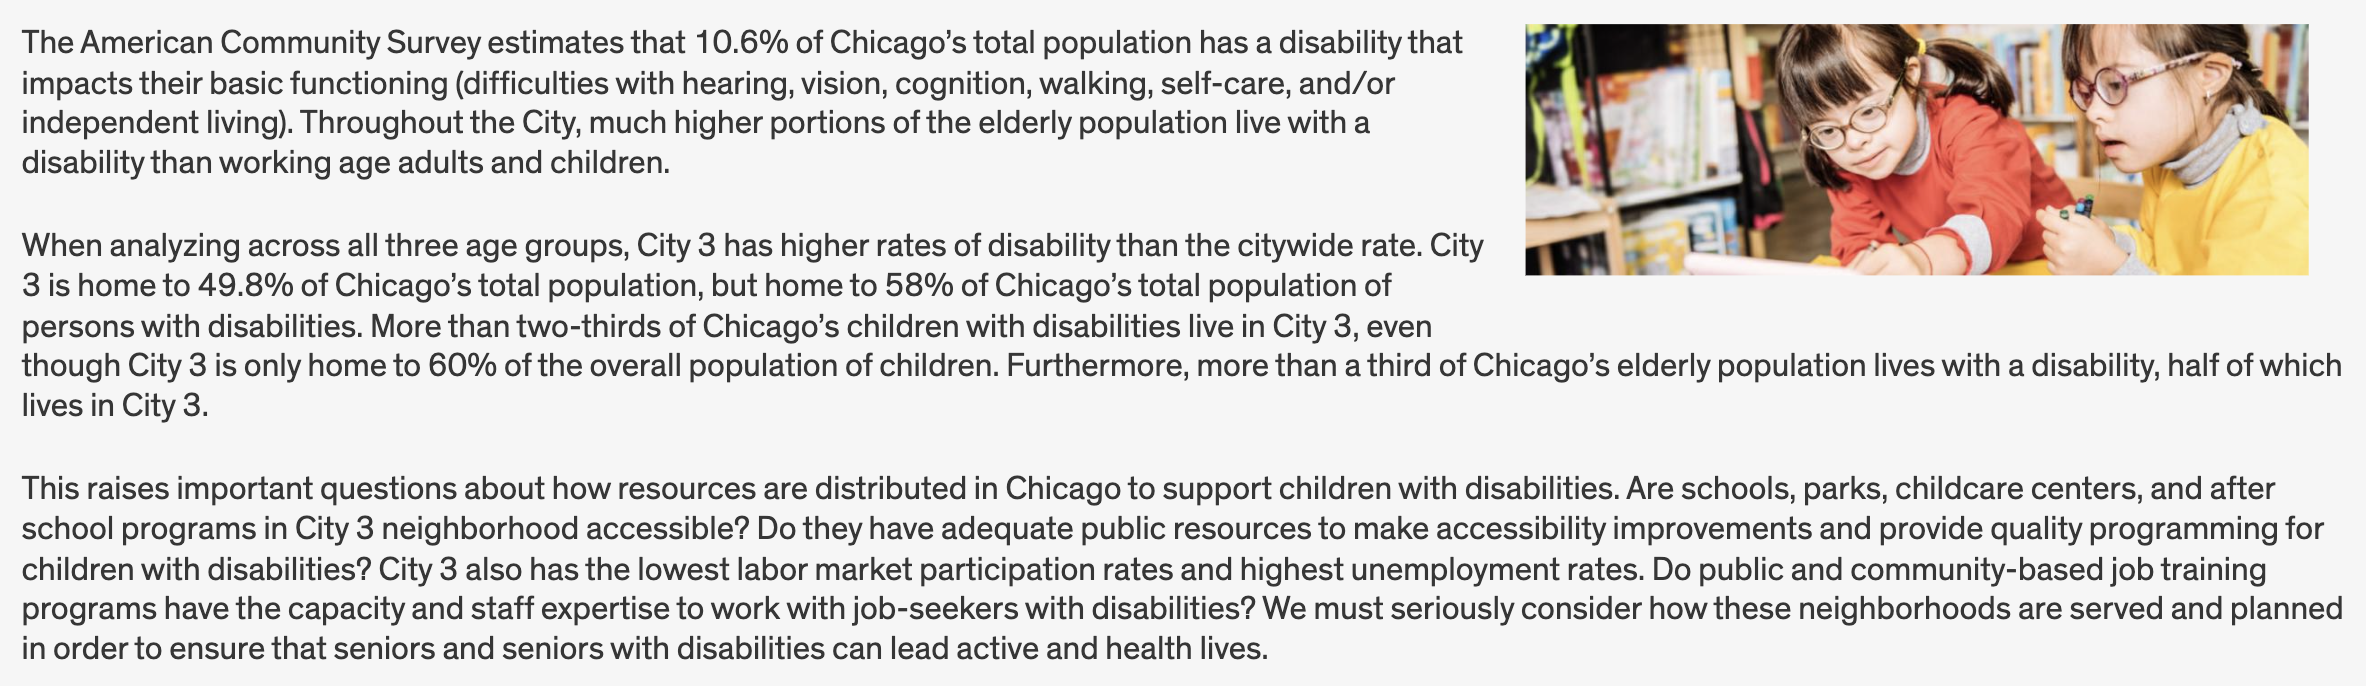 The American Community Survey estimates that 10.6% of Chicago’s total population has a disability that
impacts their basic functioning (difficulties with hearing, vision, cognition, walking, self-care, and/or
independent living). Throughout the City, much higher portions of the elderly population live with a
disability than working age adults and children.
When analyzing across all three age groups, City 3 has higher rates of disability than the citywide rate. City
3 is home to 49.8% of Chicago’s total population, but home to 58% of Chicago’s total population of
persons with disabilities. More than two-thirds of Chicago’s children with disabilities live in City 3, even
though City 3 is only home to 60% of the overall population of children. Furthermore, more than a third of Chicago’s elderly population lives with a disability, half of which
lives in City 3.
This raises important questions about how resources are distributed in Chicago to support children with disabilities. Are schools, parks, childcare centers, and after
school programs in City 3 neighborhood accessible? Do they have adequate public resources to make accessibility improvements and provide quality programming for
children with disabilities? City 3 also has the lowest labor market participation rates and highest unemployment rates. Do public and community-based job training
programs have the capacity and staff expertise to work with job-seekers with disabilities? We must seriously consider how these neighborhoods are served and planned
in order to ensure that seniors and seniors with disabilities can lead active and health lives.